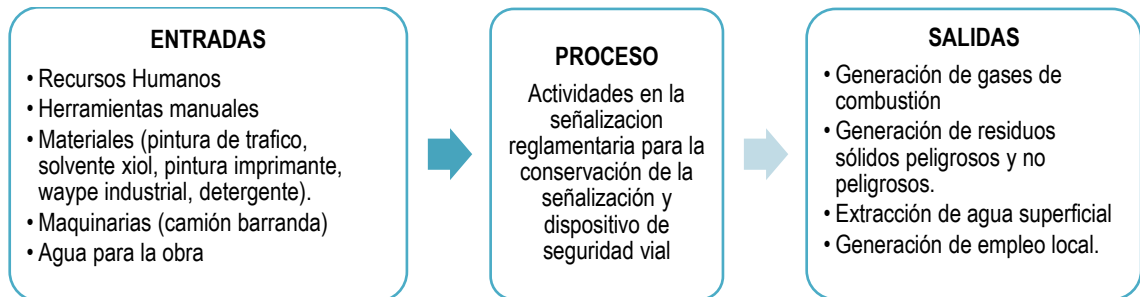 ENTRADAS
• Recursos Humanos
• Herramientas manuales
• Materiales (pintura de trafico,
solvente xiol, pintura imprimante,
waype industrial, detergente).
• Maquinarias (camión barranda)
• Agua para la obra
PROCESO
Actividades en la
señalizacion
reglamentaria para la
conservación de la
señalización y
dispositivo de
seguridad vial
SALIDAS
• Generación de gases de
combustión
• Generación de residuos
sólidos peligrosos y no
peligrosos.
• Extracción de agua superficial
• Generación de empleo local.